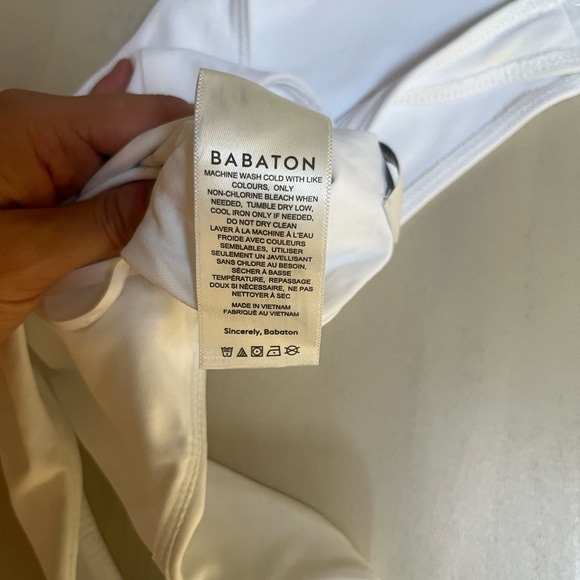 BABATON
MACHINE WASH COLD WITH LIKE
COLOURS, ONLY
NON-CHLORINE BLEACH WHEN
NEEDED, TUMBLE DRY LOW,
COOL IRON ONLY IF NEEDED,
DO NOT DRY CLEAN
LAVER À LA MACHINE À L'EAU
FROIDE AVEC COULEURS
SEMBLABLES, UTILISER
SEULEMENT UN JAVELLISANT
SANS CHLORE AU BESOIN,
SÉCHER À BASSE
TEMPÉRATURE, REPASSAGE
DOUX SI NÉCESSAIRE, NE PAS
NETTOYER À SEC
MADE IN VIETNAM
FABRIQUÉ AU VIETNAM
Sincerely, Babaton